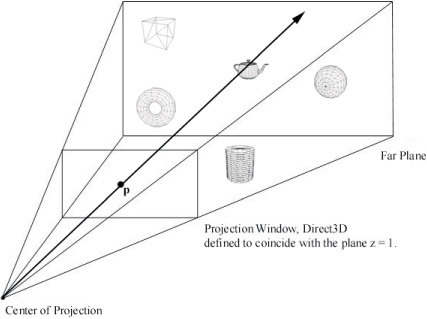 Far Plane
p
Projection Window, Direct3D
defined to coincide with the plane z = 1.
Center of Projection